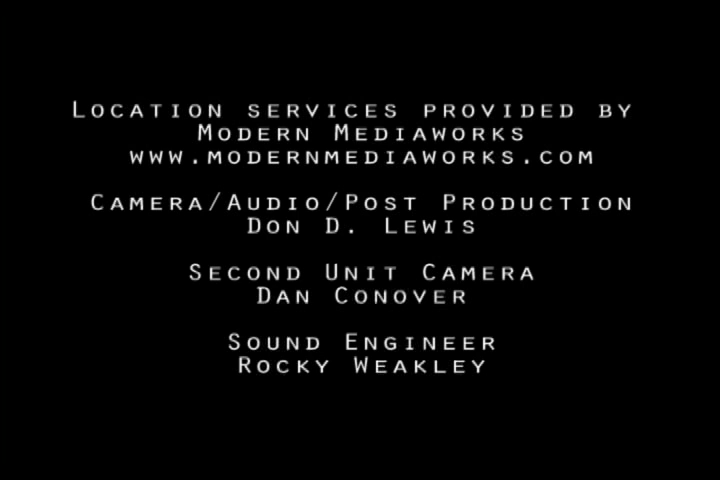 Location services provided by
Modern Mediaworks
www.modernmediaworks.com
Camera/Audio/Post Production
Don D. Lewis
Second Unit Camera
Dan Conover
Sound Engineer
Rocky Weakley